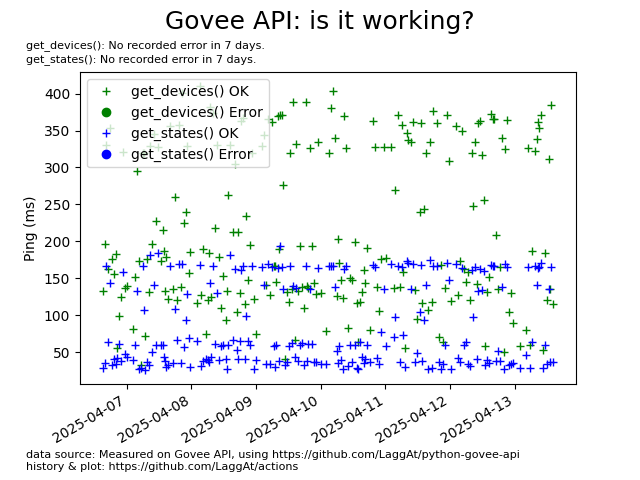 Govee API: is it working?
get_devices(): No recorded error in 7 days.
get_states(): No recorded error in 7 days.
get_devices() OK
get_devices() Error
get_states() OK
get_states() Error
Ping (ms)
400
350
300
250
200
150
100
50
2025-04-07
2025-04-08
2025-04-09
2025-04-10
2025-04-11
2025-04-12
2025-04-13
data source: Measured on Govee API, using https://github.com/LaggAt/python-govee-api
history & plot: https://github.com/LaggAt/actions